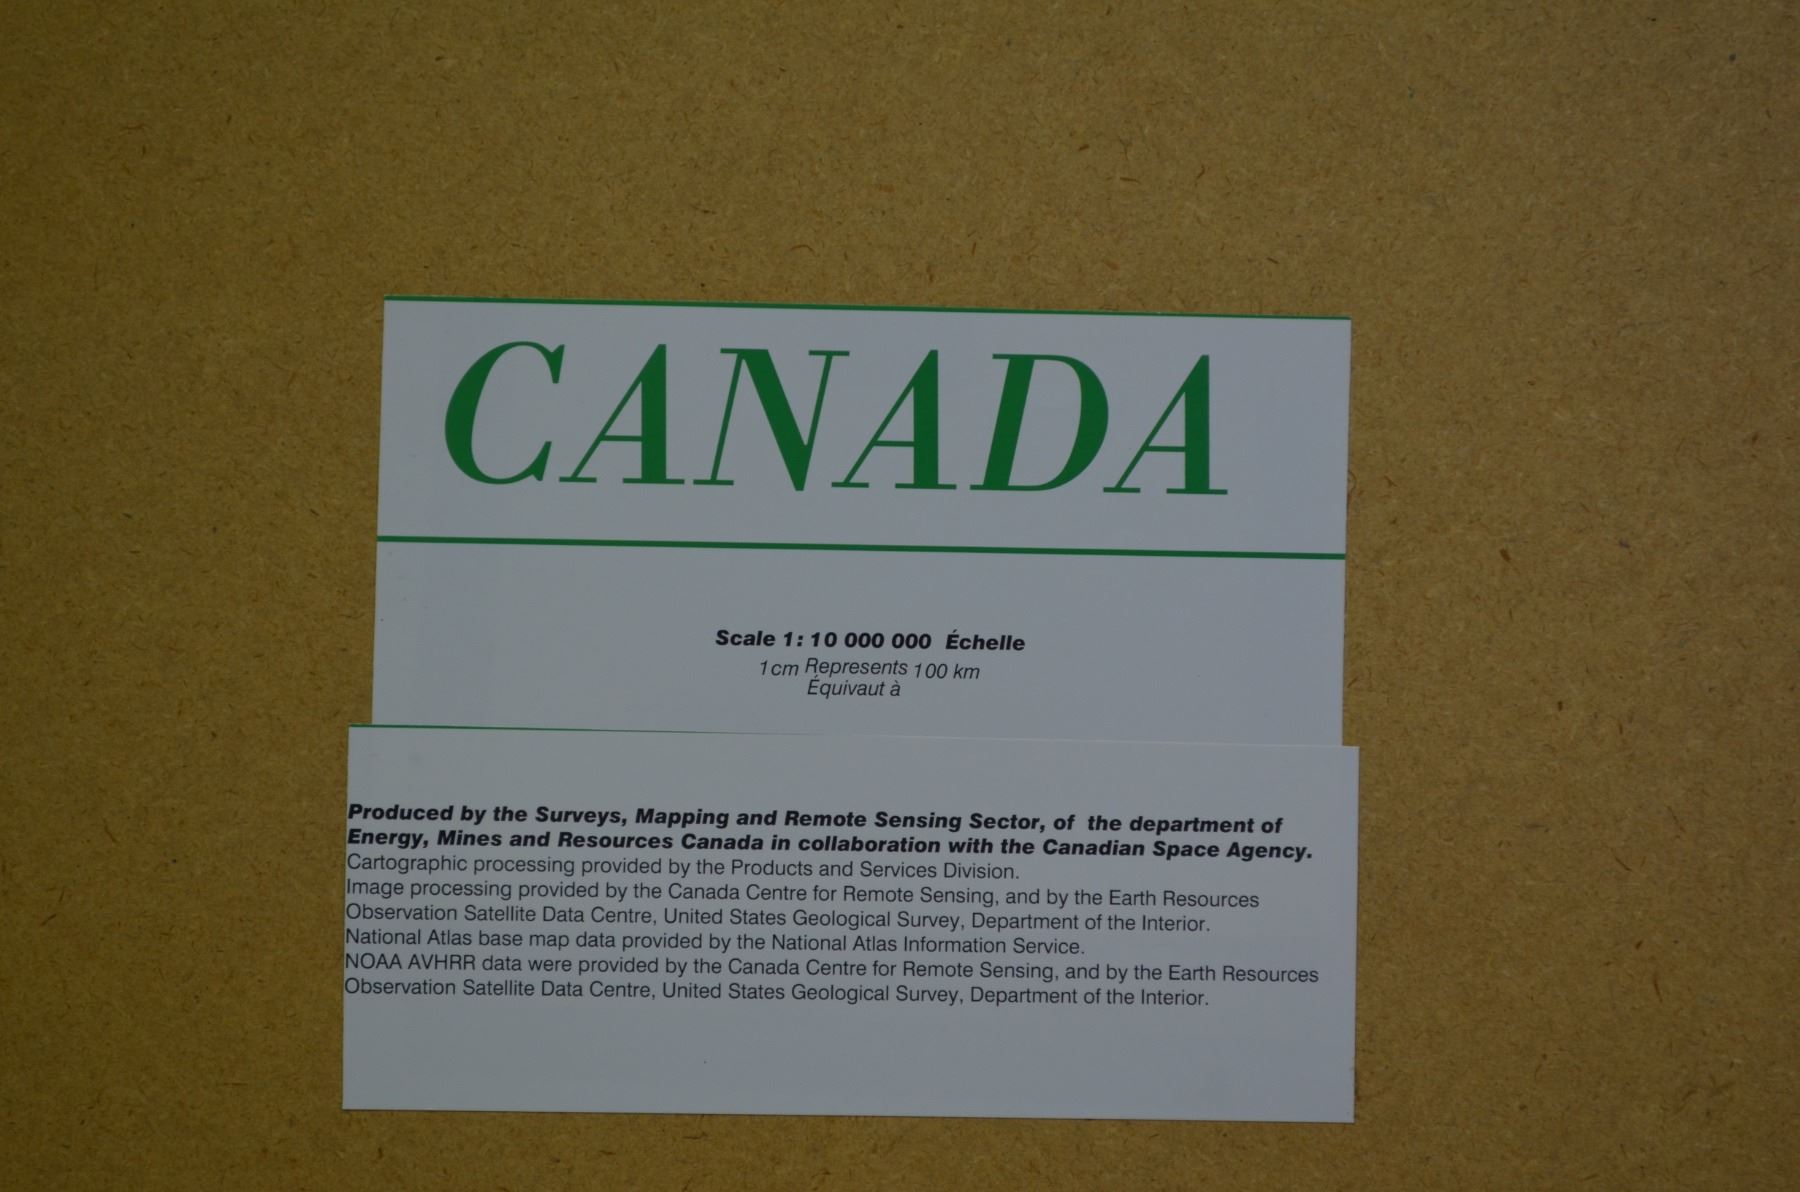 CANADA
Scale 1: 10 000 000 Échelle
1cm Represents 100 km
Équivaut à
Produced by the Surveys, Mapping and Remote Sensing Sector, of the department of
Energy, Mines and Resources Canada in collaboration with the Canadian Space Agency.
Cartographic processing provided by the Products and Services Division.
Image processing provided by the Canada Centre for Remote Sensing, and by the Earth Resources
Observation Satellite Data Centre, United States Geological Survey, Department of the Interior.
National Atlas base map data provided by the National Atlas Information Service.
NOAA AVHRR data were provided by the Canada Centre for Remote Sensing, and by the Earth Resources
Observation Satellite Data Centre, United States Geological Survey, Department of the Interior.